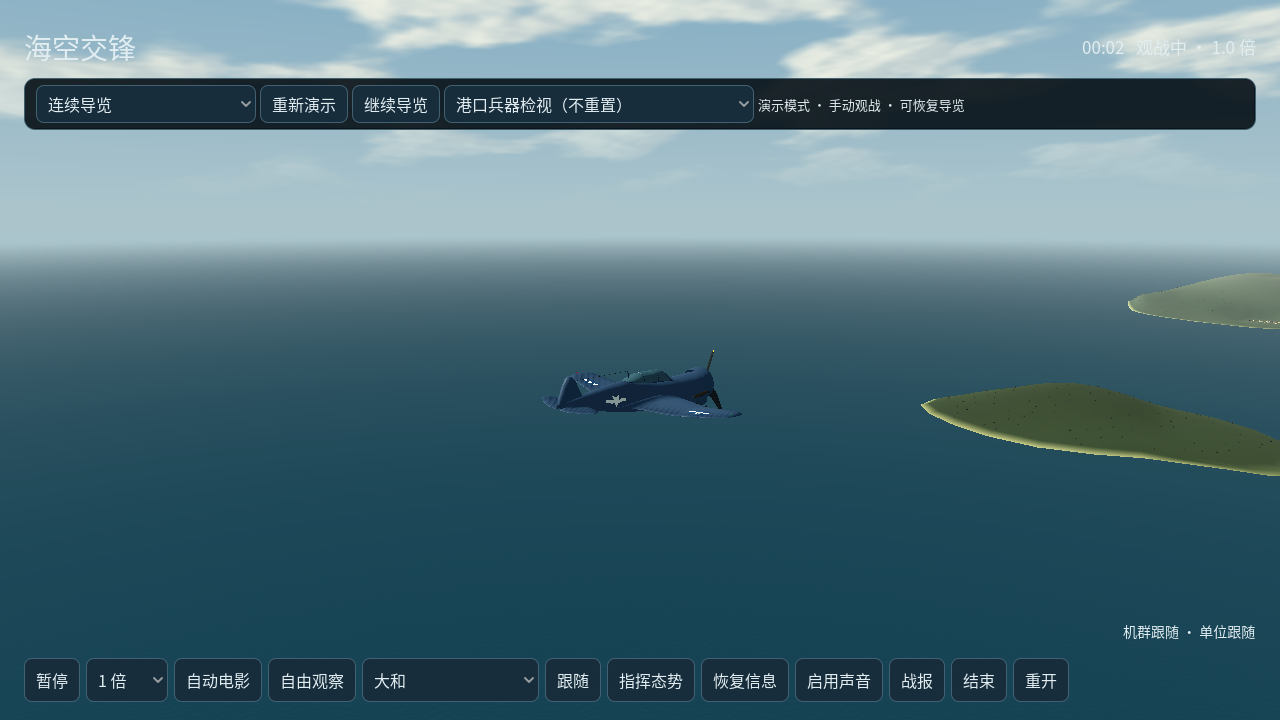 海空交锋
00:02 观战中 · 1.0 倍
连续导览 重新演示 继续导览 港口兵器检视（不重置） 演示模式 · 手动观战 · 可恢复导览
机群跟随 · 单位跟随
暂停 1 倍 自动电影 自由观察 大和 跟随 指挥态势 恢复信息 启用声音 战报 结束 重开